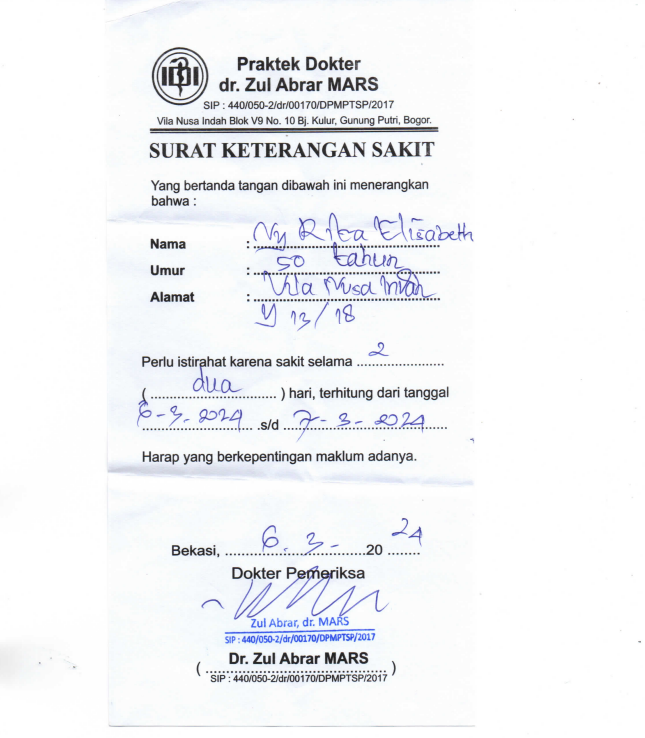 IDI
Praktek Dokter
dr. Zul Abrar MARS
SIP : 440/050-2/dr/00170/DPMPTSP/2017
Vila Nusa Indah Blok V9 No. 10 Bj. Kulur, Gunung Putri, Bogor.
SURAT KETERANGAN SAKIT
Yang bertanda tangan dibawah ini menerangkan
bahwa :
Nama : Ny Rita Elisabeth
Umur : 50 tahun
Alamat : Vila Nusa Indah
Y 13/18
Perlu istirahat karena sakit selama 2
( dua ) hari, terhitung dari tanggal
6-3-2024 s/d 7-3-2024
Harap yang berkepentingan maklum adanya.
Bekasi, 6.3- 20 24
Dokter Pemeriksa
Zul Abrar, dr. MARS
SIP : 440/050-2/dr/00170/DPMPTSP/2017
Dr. Zul Abrar MARS
( .................................... )
SIP : 440/050-2/dr/00170/DPMPTSP/2017